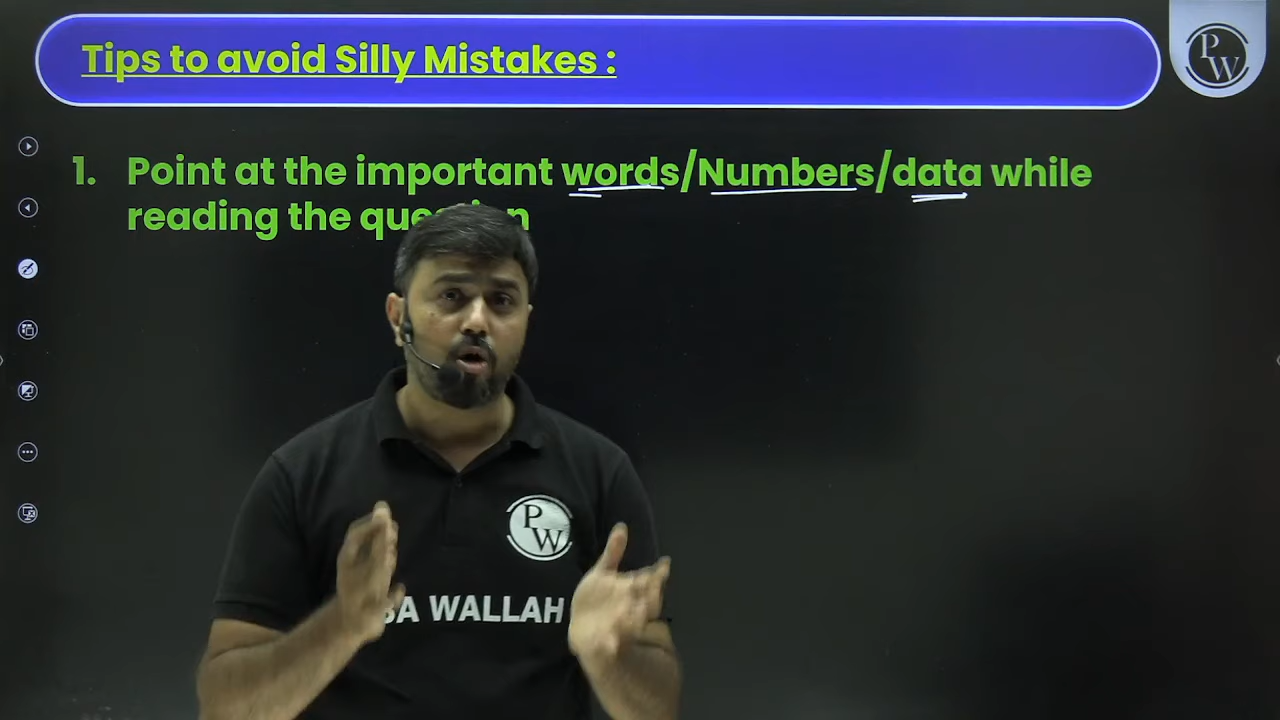 Tips to avoid Silly Mistakes :
PW
1. Point at the important words/Numbers/data while
reading the question
PW
WALLAH